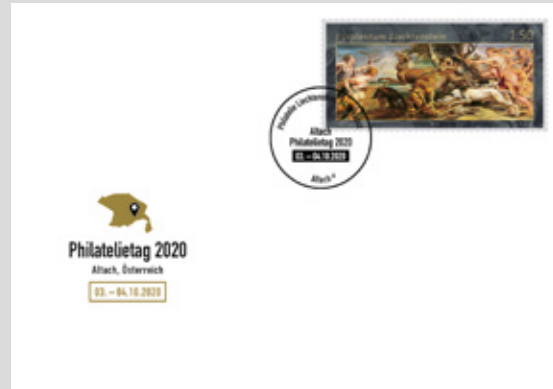 Fürstentum Liechtenstein 1.50
Philatelie Liechtenstein
Altach
Philatelietag 2020
03. – 04.10.2020
Altach
Philatelietag 2020
Altach, Österreich
03. – 04.10.2020